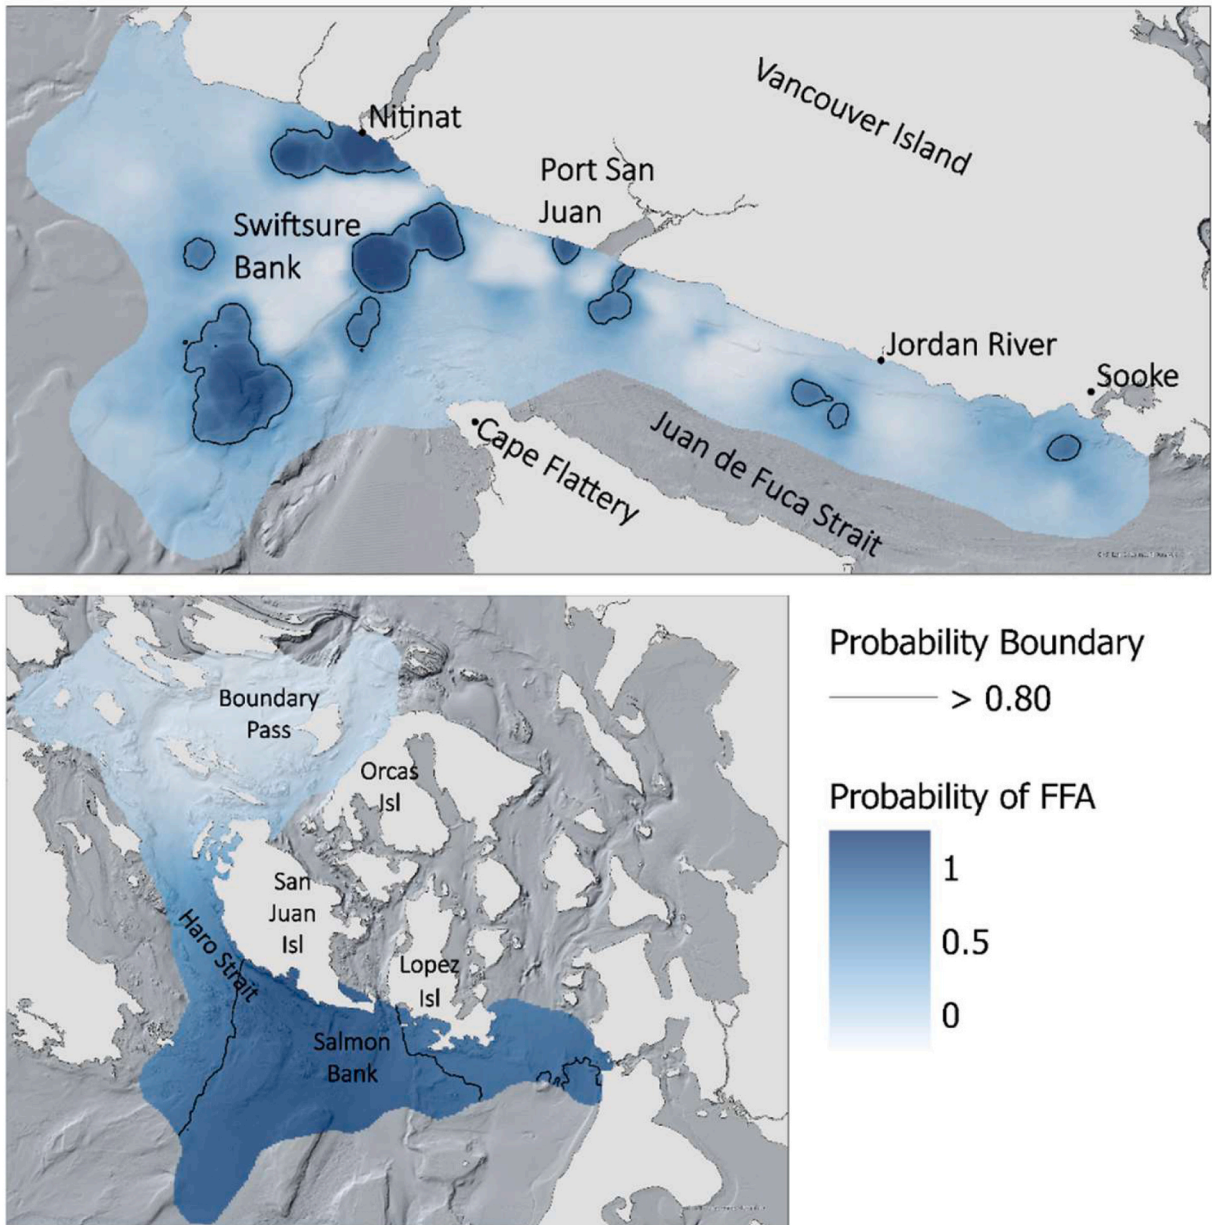 Vancouver Island
Nitinat
Port San
Juan
Swiftsure
Bank
Jordan River
Sooke
Cape Flattery
Juan de Fuca Strait
Boundary
Pass
Orcas
Isl
San
Juan
Isl
Haro Strait
Lopez
Isl
Salmon
Bank
Probability Boundary
> 0.80
Probability of FFA
1
0.5
0